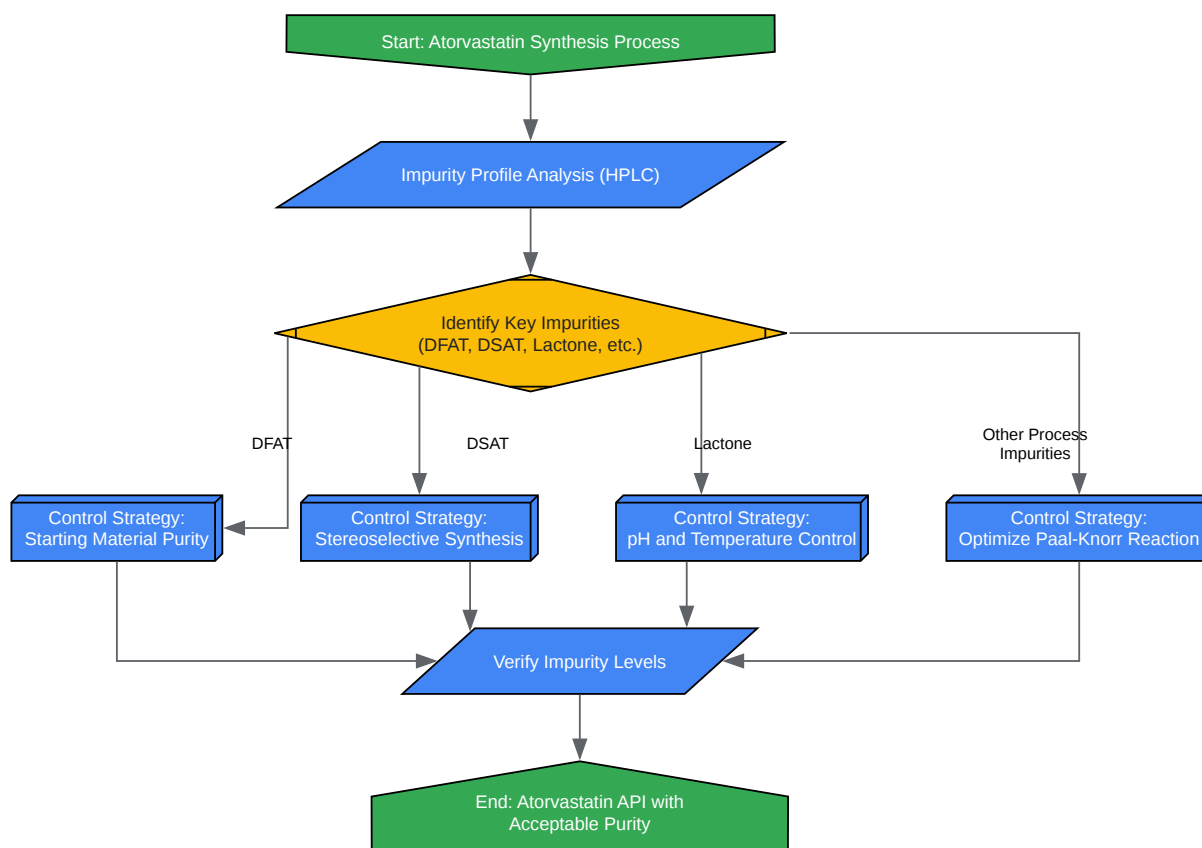 Start: Atorvastatin Synthesis Process
Impurity Profile Analysis (HPLC)
Identify Key Impurities
(DFAT, DSAT, Lactone, etc.)
DFAT
DSAT
Lactone
Other Process
Impurities
Control Strategy:
Starting Material Purity
Control Strategy:
Stereoselective Synthesis
Control Strategy:
pH and Temperature Control
Control Strategy:
Optimize Paal-Knorr Reaction
Verify Impurity Levels
End: Atorvastatin API with
Acceptable Purity